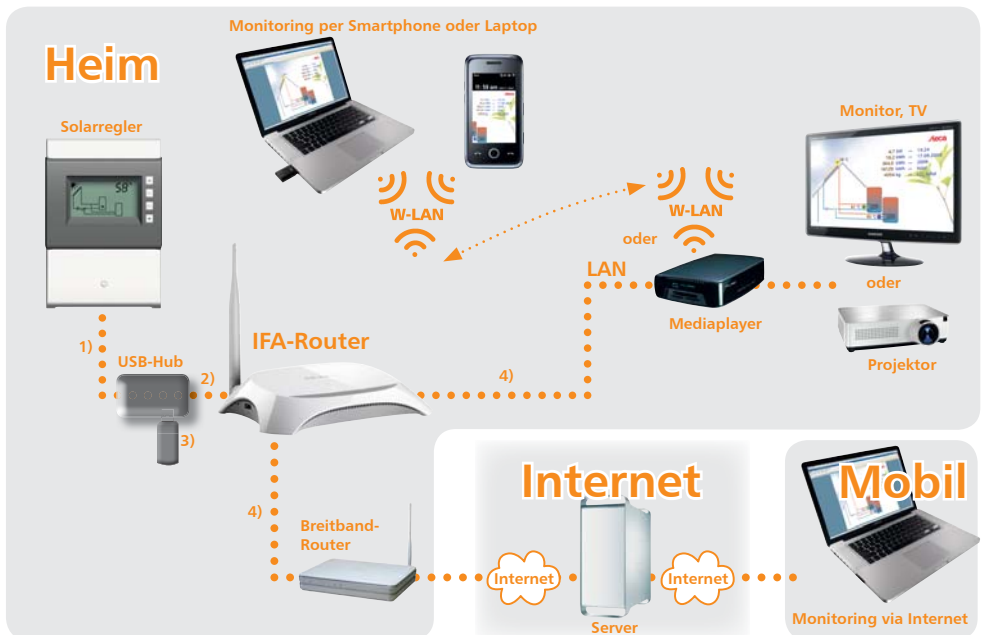 Monitoring per Smartphone oder Laptop
Heim
Solarregler
Monitor, TV
58°
W-LAN
W-LAN
oder
LAN
oder
Mediaplayer
Projektor
1)
USB-Hub
2)
IFA-Router
4)
3)
4)
Breitband-
Router
Internet
Mobil
Internet
Internet
Server
Monitoring via Internet